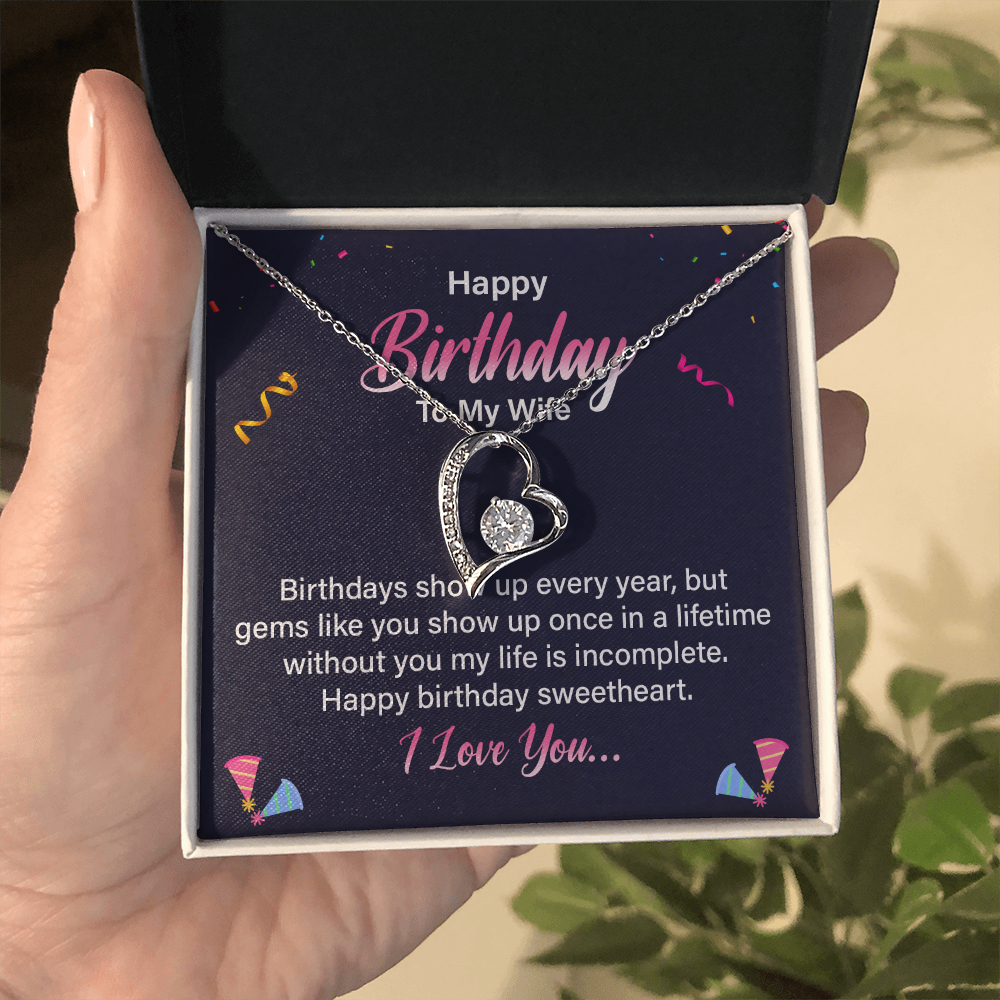 Happy
Birthday
To My Wife
Birthdays show up every year, but
gems like you show up once in a lifetime
without you my life is incomplete.
Happy birthday sweetheart.
I Love You...